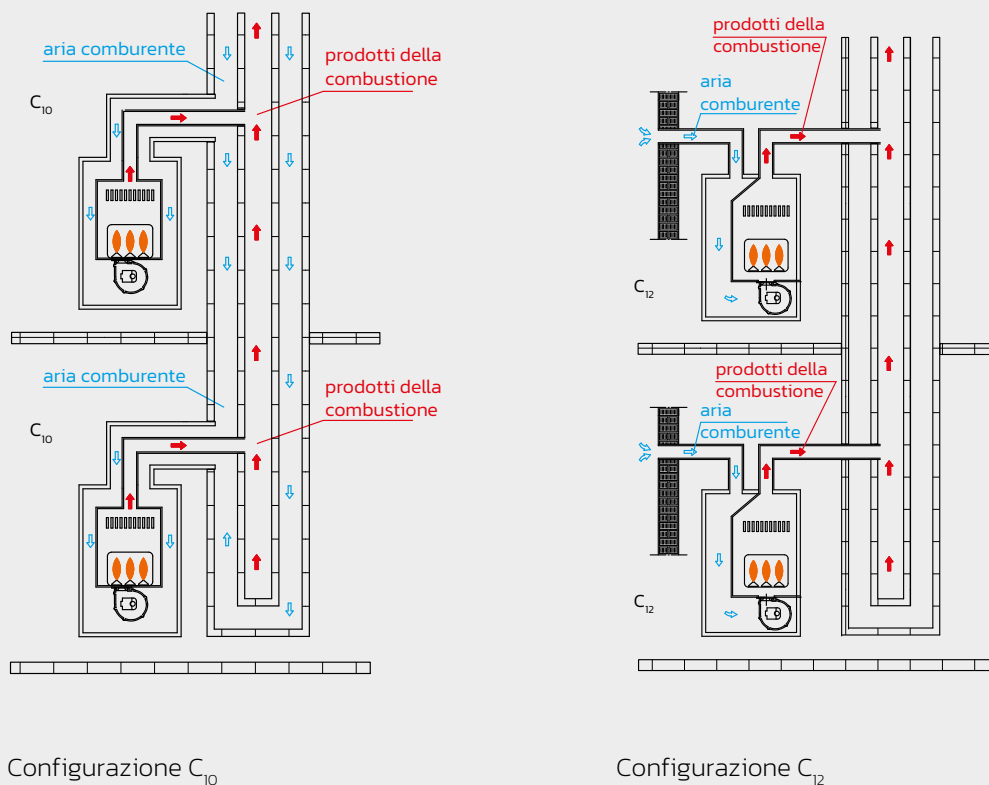 aria comburente
prodotti della
combustione
C₁₀
aria comburente
prodotti della
combustione
C₁₀
Configurazione C₁₀
prodotti della
combustione
aria
comburente
C₁₂
prodotti della
combustione
aria
comburente
C₁₂
Configurazione C₁₂